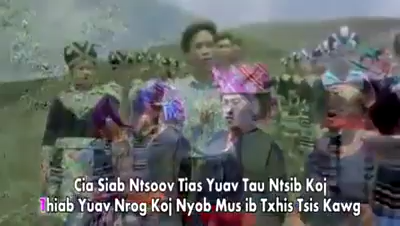 Cia Siab Ntsoov Tias Yuav Tau Ntsib Koj
Thiab Yuav Nrog Koj Nyob Mus ib Txhis Tsis Kawg